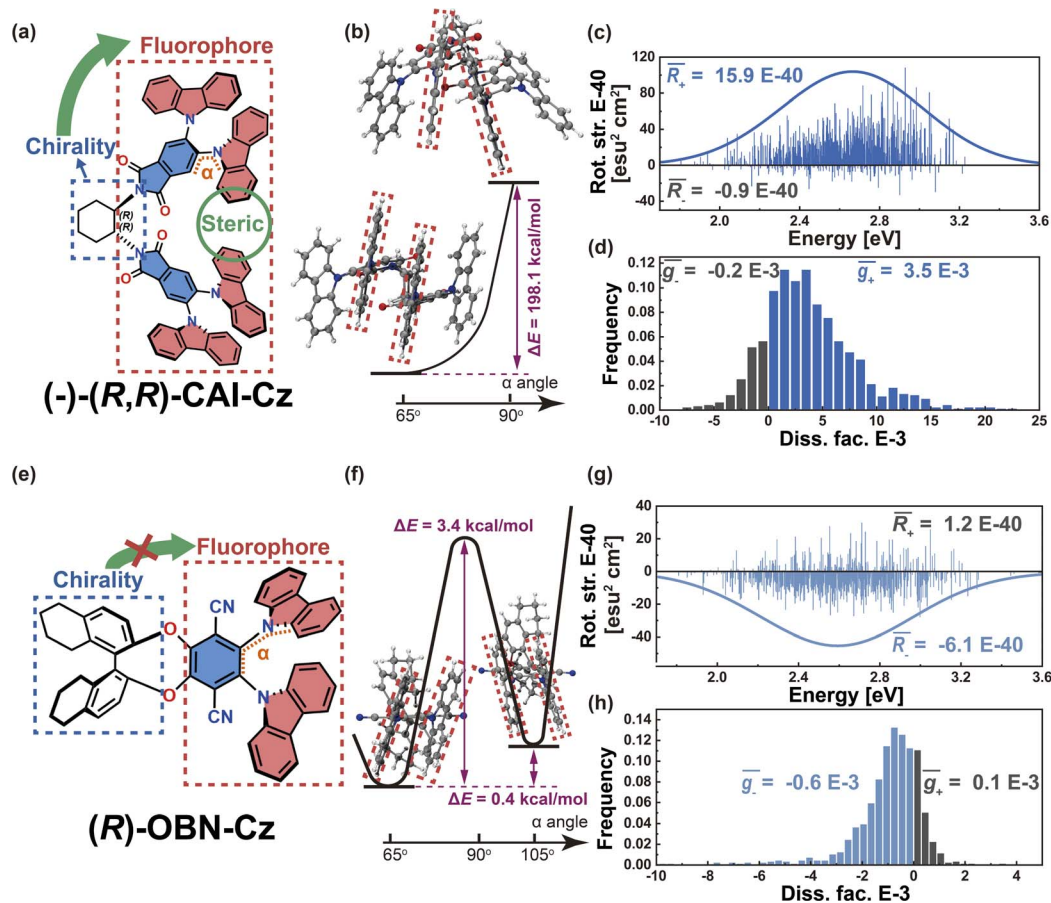 (a)
Fluorophore
N
Chirality
O
N
α
N
(R)
O
(R)
Steric
O
N
N
O
N
(-)-(R,R)-CAI-Cz
(b)
ΔE = 198.1 kcal/mol
α angle
65°
90°
(c)
Rot. str. E-40
[esu² cm²]
120
80
40
0
-40
R̅₊ = 15.9 E-40
R̅₋ = -0.9 E-40
2.0
2.4
2.8
3.2
3.6
Energy [eV]
(d)
g̅₋ = -0.2 E-3
g̅₊ = 3.5 E-3
Frequency
0.12
0.09
0.06
0.03
0.00
-10
-5
0
5
10
15
20
25
Diss. fac. E-3
(e)
Fluorophore
Chirality
CN
O
N
α
O
N
CN
(R)-OBN-Cz
(f)
ΔE = 3.4 kcal/mol
ΔE = 0.4 kcal/mol
α angle
65°
90°
105°
(g)
Rot. str. E-40
[esu² cm²]
40
20
0
-20
-40
R̅₊ = 1.2 E-40
R̅₋ = -6.1 E-40
2.0
2.4
2.8
3.2
3.6
Energy [eV]
(h)
g̅₋ = -0.6 E-3
g̅₊ = 0.1 E-3
Frequency
0.14
0.12
0.10
0.08
0.06
0.04
0.02
0.00
-10
-8
-6
-4
-2
0
2
4
Diss. fac. E-3